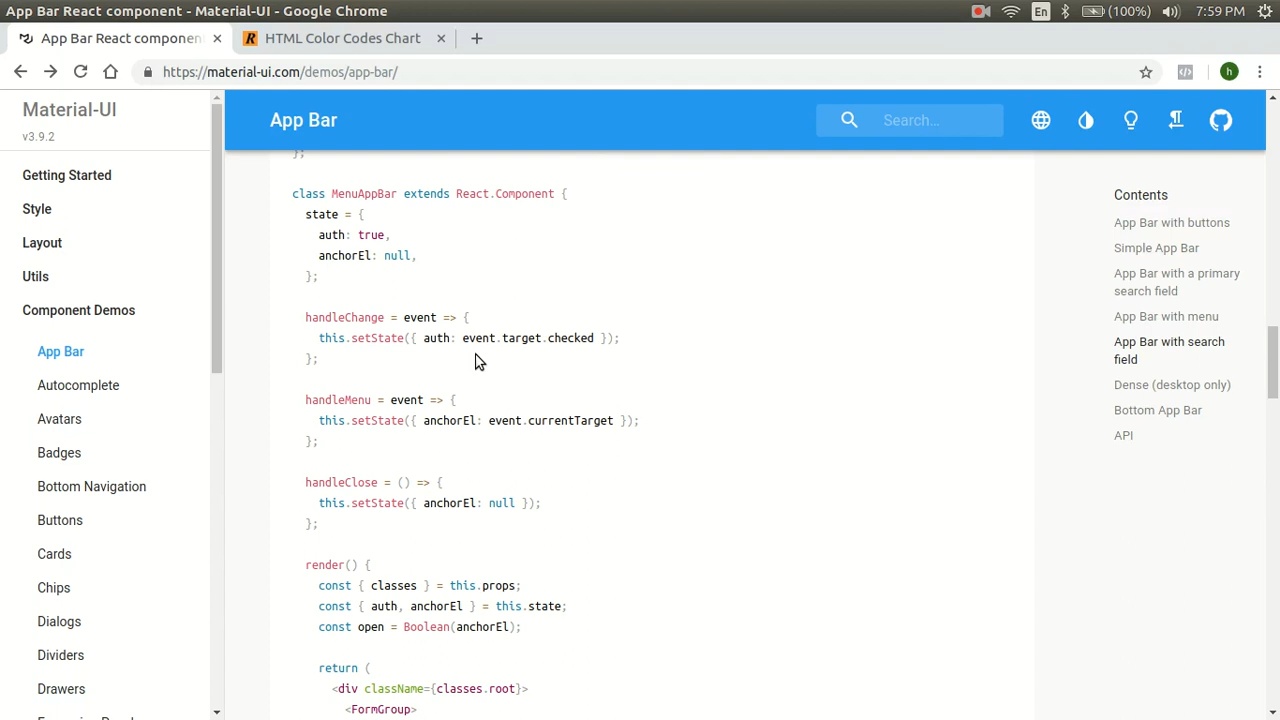 App Bar React component - Material-UI - Google Chrome
En
(100%)
7:59 PM
App Bar React componen
HTML Color Codes Chart
https://material-ui.com/demos/app-bar/
h
Material-UI
v3.9.2
Getting Started
Style
Layout
Utils
Component Demos
App Bar
Autocomplete
Avatars
Badges
Bottom Navigation
Buttons
Cards
Chips
Dialogs
Dividers
Drawers
App Bar
Search…
};
class MenuAppBar extends React.Component {
state = {
auth: true,
anchorEl: null,
};
handleChange = event => {
this.setState({ auth: event.target.checked });
};
handleMenu = event => {
this.setState({ anchorEl: event.currentTarget });
};
handleClose = () => {
this.setState({ anchorEl: null });
};
render() {
const { classes } = this.props;
const { auth, anchorEl } = this.state;
const open = Boolean(anchorEl);
return (
<div className={classes.root}>
<FormGroup>
Contents
App Bar with buttons
Simple App Bar
App Bar with a primary
search field
App Bar with menu
App Bar with search
field
Dense (desktop only)
Bottom App Bar
API